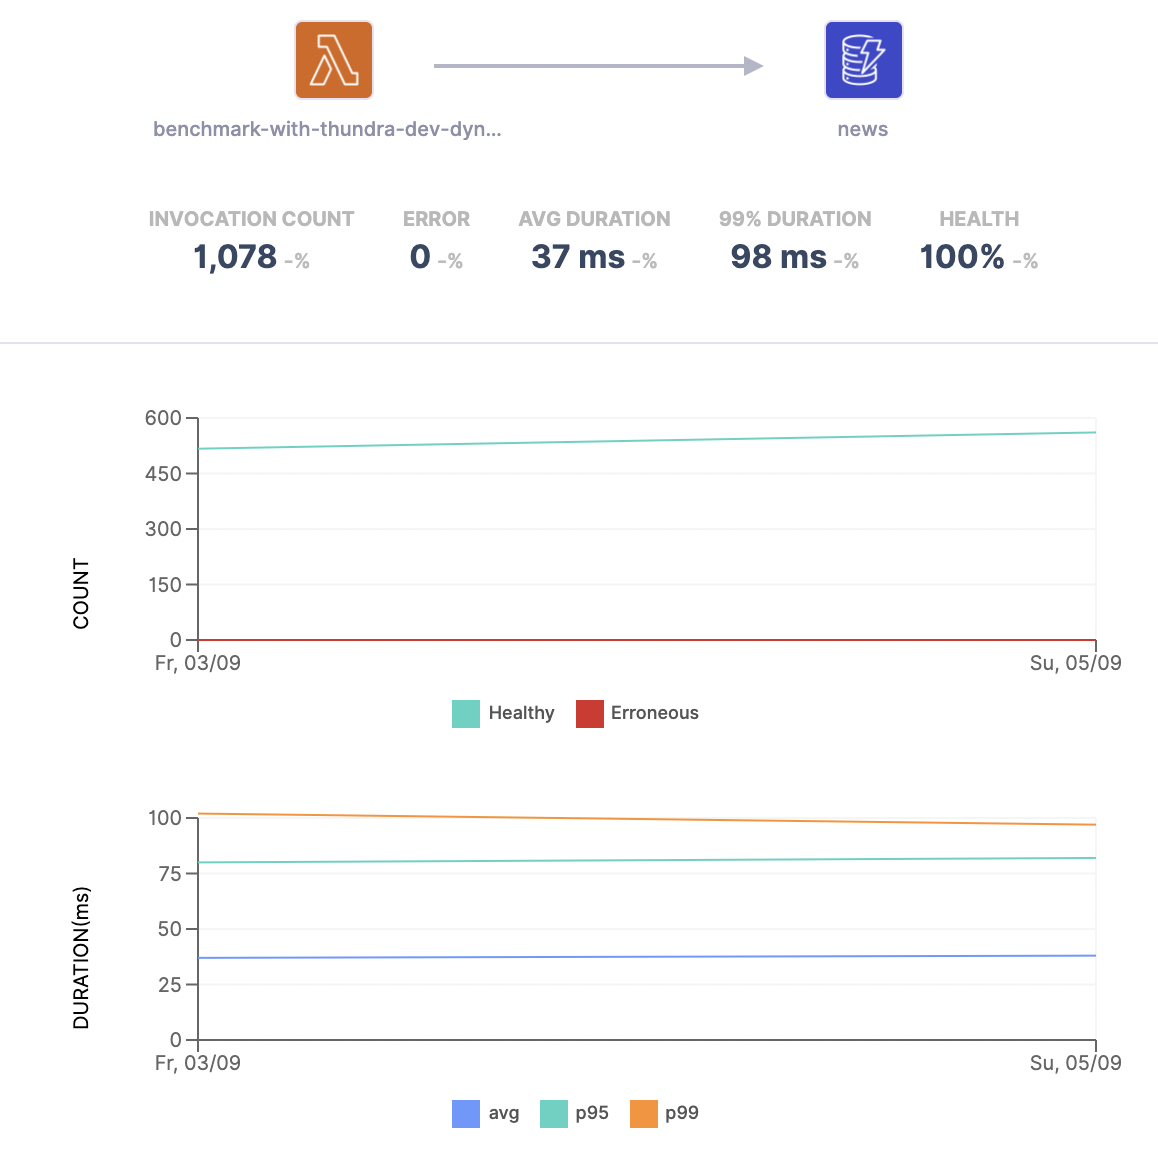 benchmark-with-thundra-dev-dyn...
news
INVOCATION COUNT ERROR AVG DURATION 99% DURATION HEALTH
1,078 -% 0 -% 37 ms -% 98 ms -% 100% -%
COUNT
600
450
300
150
0
Fr, 03/09 Su, 05/09
Healthy Erroneous
DURATION(ms)
100
75
50
25
0
Fr, 03/09 Su, 05/09
avg p95 p99